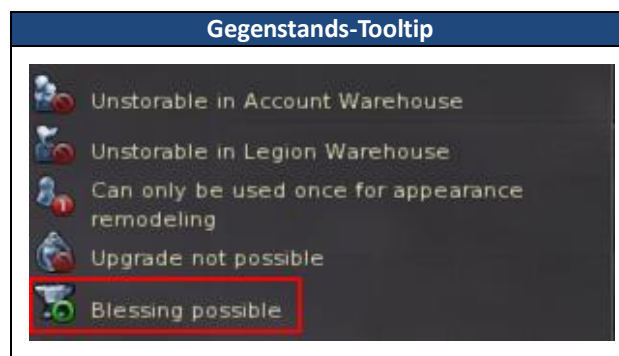 Gegenstands-Tooltip
Unstorable in Account Warehouse
Unstorable in Legion Warehouse
Can only be used once for appearance
remodeling
Upgrade not possible
Blessing possible